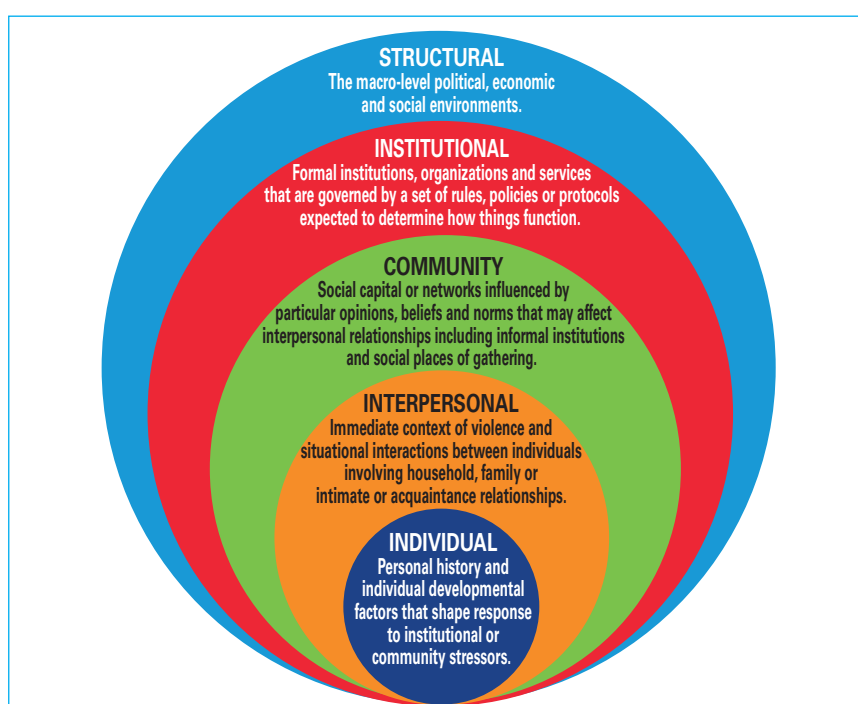 STRUCTURAL
The macro-level political, economic
and social environments.
INSTITUTIONAL
Formal institutions, organizations and services
that are governed by a set of rules, policies or protocols
expected to determine how things function.
COMMUNITY
Social capital or networks influenced by
particular opinions, beliefs and norms that may affect
interpersonal relationships including informal institutions
and social places of gathering.
INTERPERSONAL
Immediate context of violence and
situational interactions between individuals
involving household, family or
intimate or acquaintance relationships.
INDIVIDUAL
Personal history and
individual developmental
factors that shape response
to institutional or
community stressors.